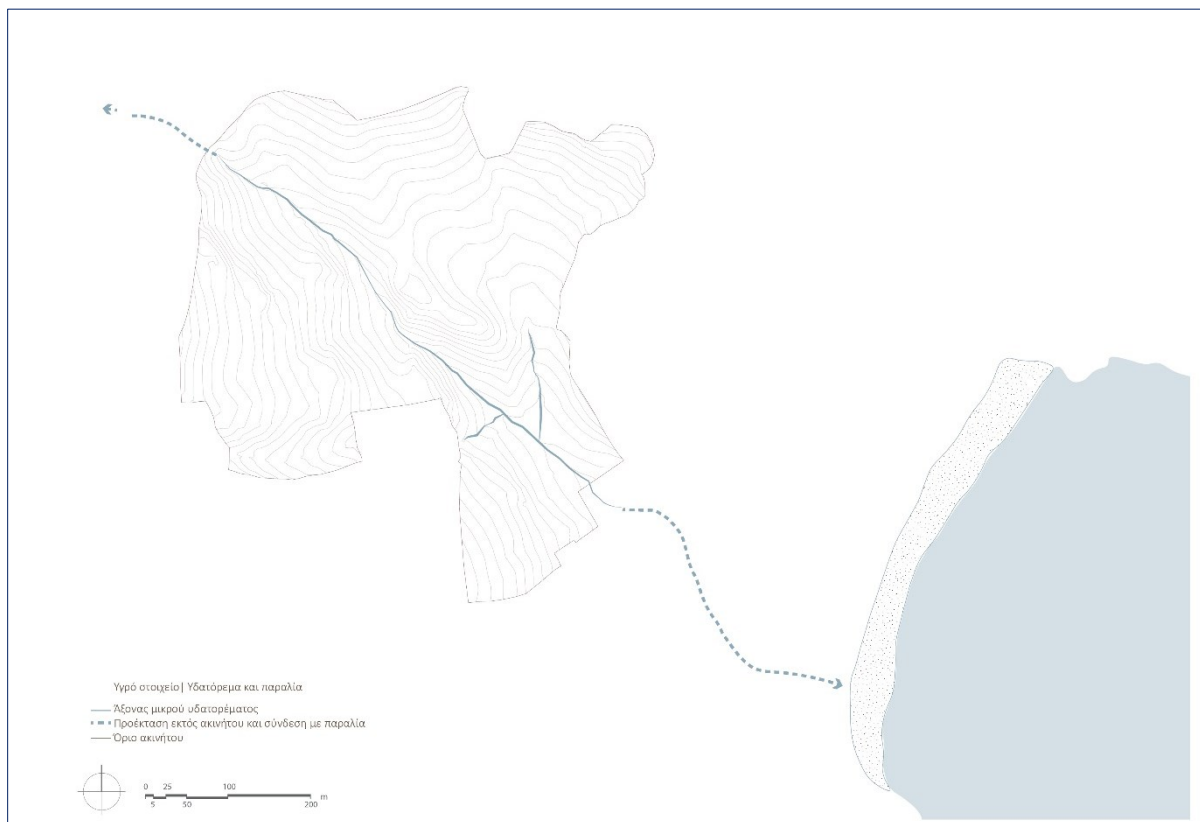 Υγρό στοιχείο| Υδατόρεμα και παραλία
Άξονας μικρού υδατορέματος
Προέκταση εκτός ακινήτου και σύνδεση με παραλία
Όριο ακινήτου
0 25 100
5 50 200 m